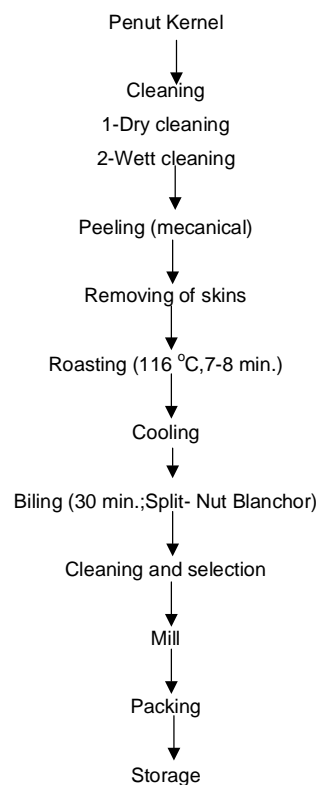 Penut Kernel
Cleaning
1-Dry cleaning
2-Wett cleaning
Peeling (mecanical)
Removing of skins
Roasting (116 °C,7-8 min.)
Cooling
Biling (30 min.;Split- Nut Blanchor)
Cleaning and selection
Mill
Packing
Storage